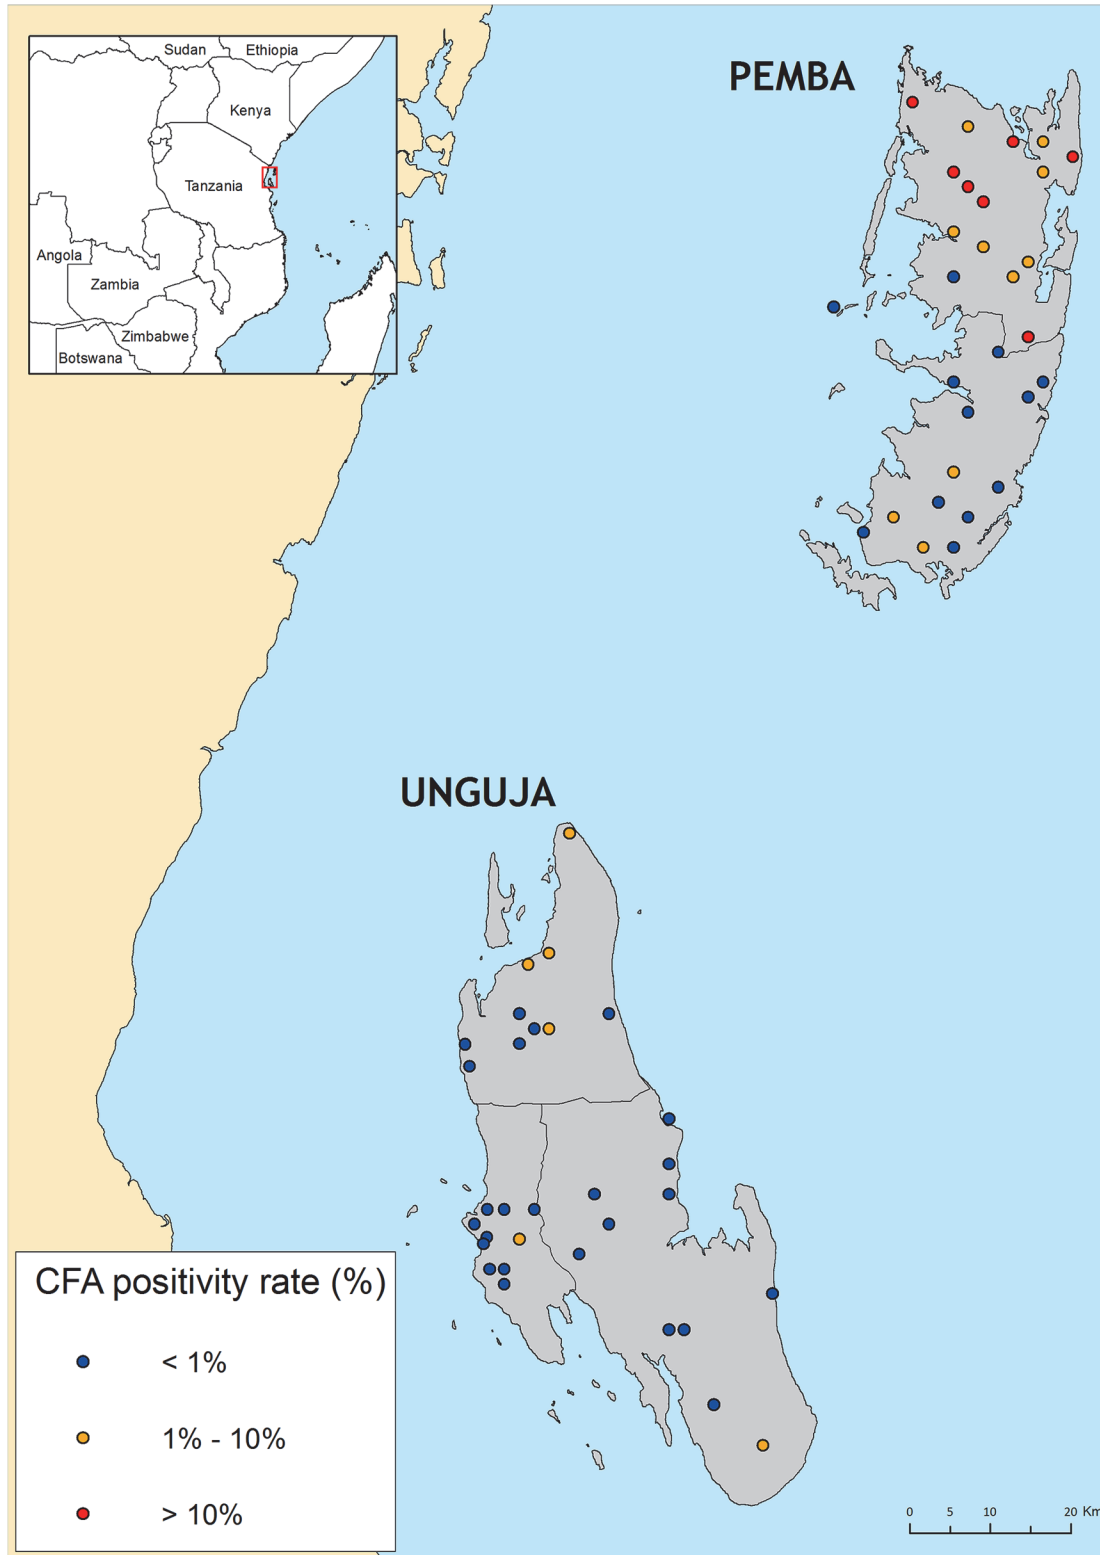 Sudan
Ethiopia
Kenya
Tanzania
Angola
Zambia
Zimbabwe
Botswana
PEMBA
UNGUJA
CFA positivity rate (%)
< 1%
1% - 10%
> 10%
0 5 10 20 Km